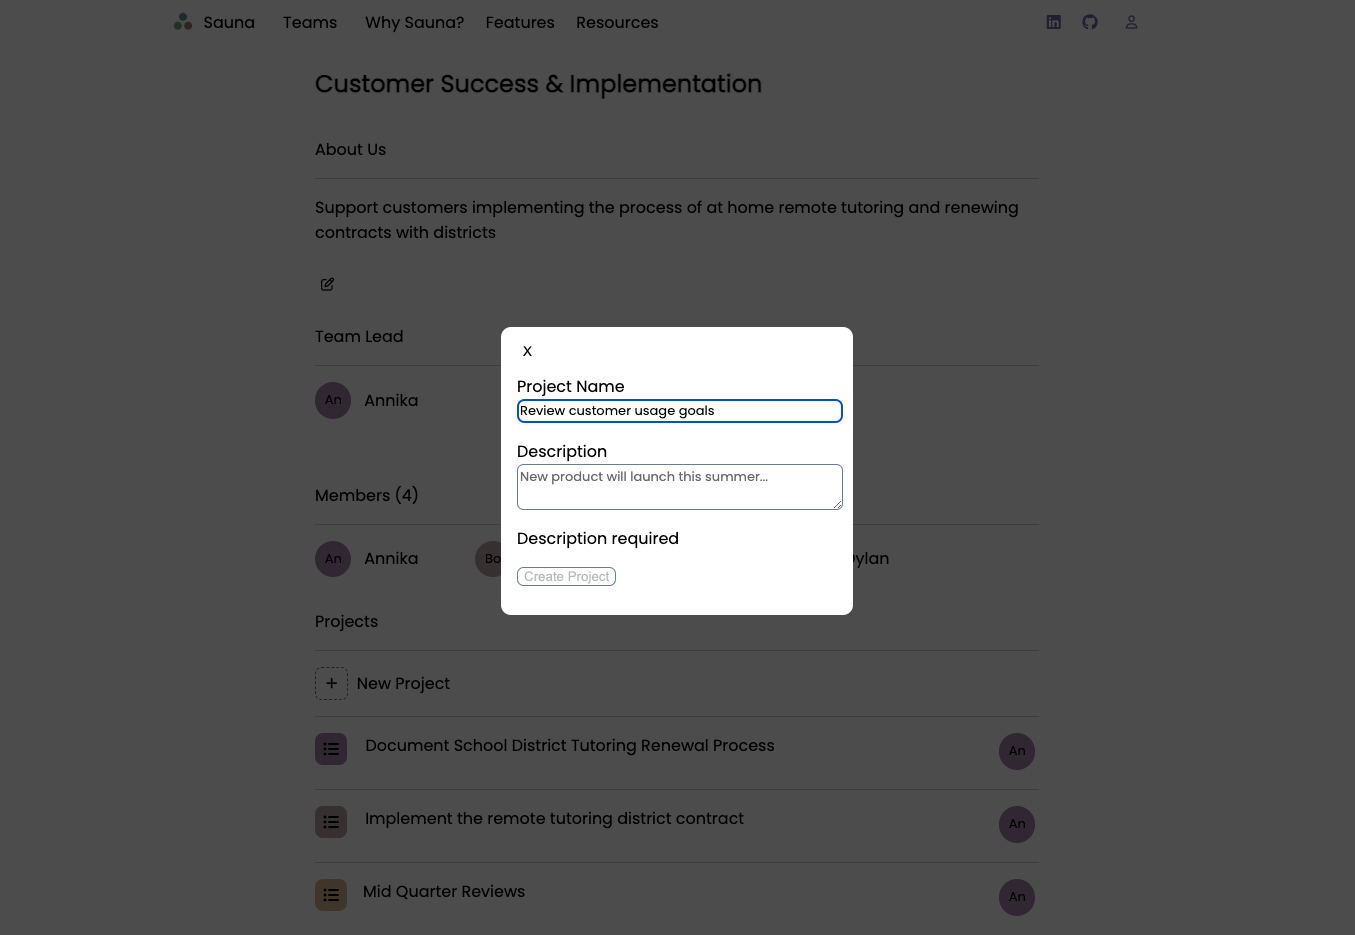 Sauna Teams Why Sauna? Features Resources
Customer Success & Implementation
About Us
Support customers implementing the process of at home remote tutoring and renewing
contracts with districts
Team Lead
An Annika
X
Project Name
Review customer usage goals
Description
New product will launch this summer...
Description required
Create Project
Members (4)
An Annika Bo ylan
Projects
+ New Project
Document School District Tutoring Renewal Process An
Implement the remote tutoring district contract An
Mid Quarter Reviews An